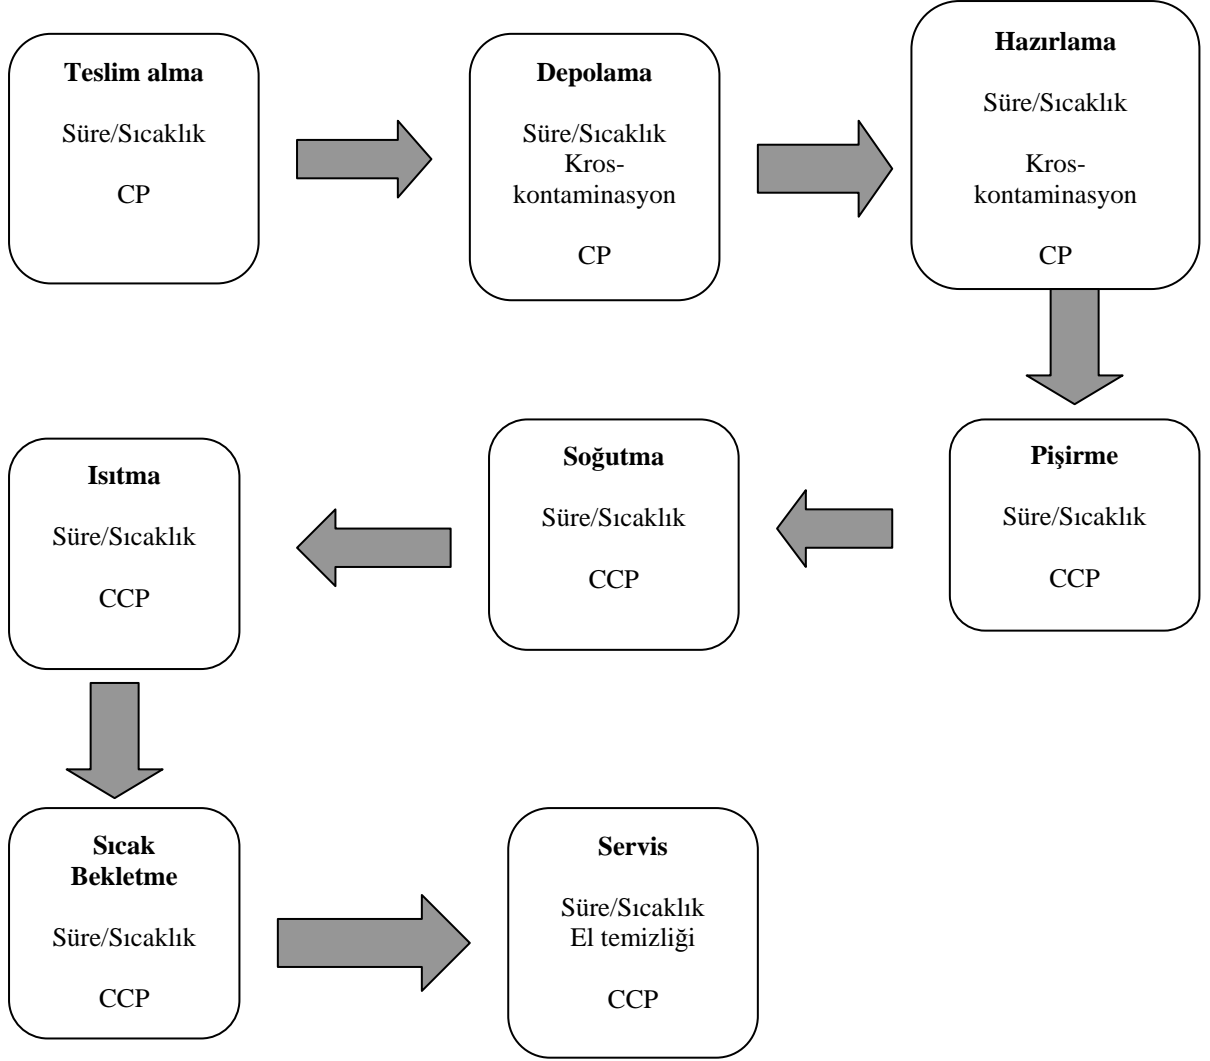 Teslim alma
Süre/Sıcaklık
CP
Depolama
Süre/Sıcaklık
Kros-
kontaminasyon
CP
Hazırlama
Süre/Sıcaklık
Kros-
kontaminasyon
CP
Pişirme
Süre/Sıcaklık
CCP
Soğutma
Süre/Sıcaklık
CCP
Isıtma
Süre/Sıcaklık
CCP
Sıcak
Bekletme
Süre/Sıcaklık
CCP
Servis
Süre/Sıcaklık
El temizliği
CCP